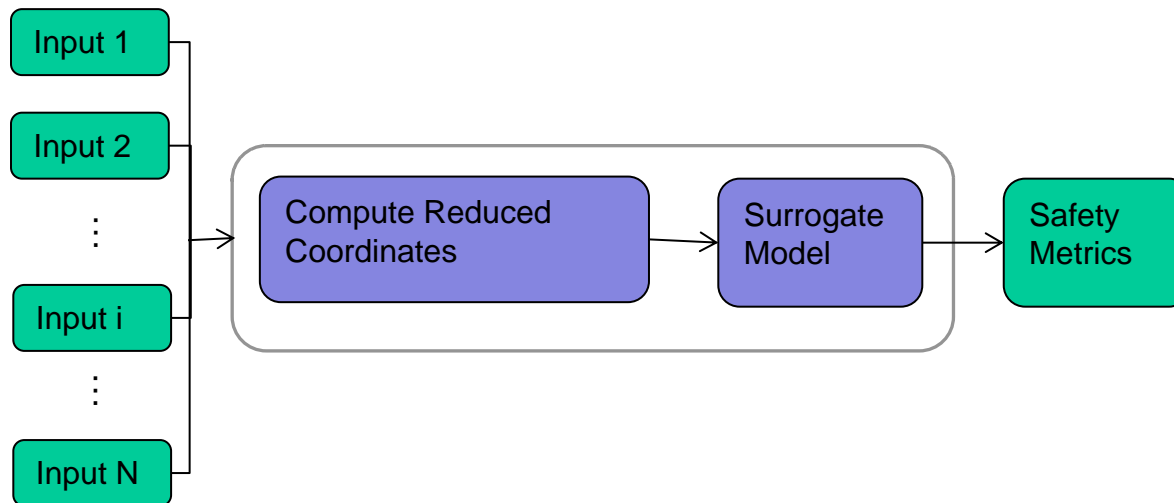 Input 1
Input 2
⋮
Input i
⋮
Input N
Compute Reduced
Coordinates
Surrogate
Model
Safety
Metrics